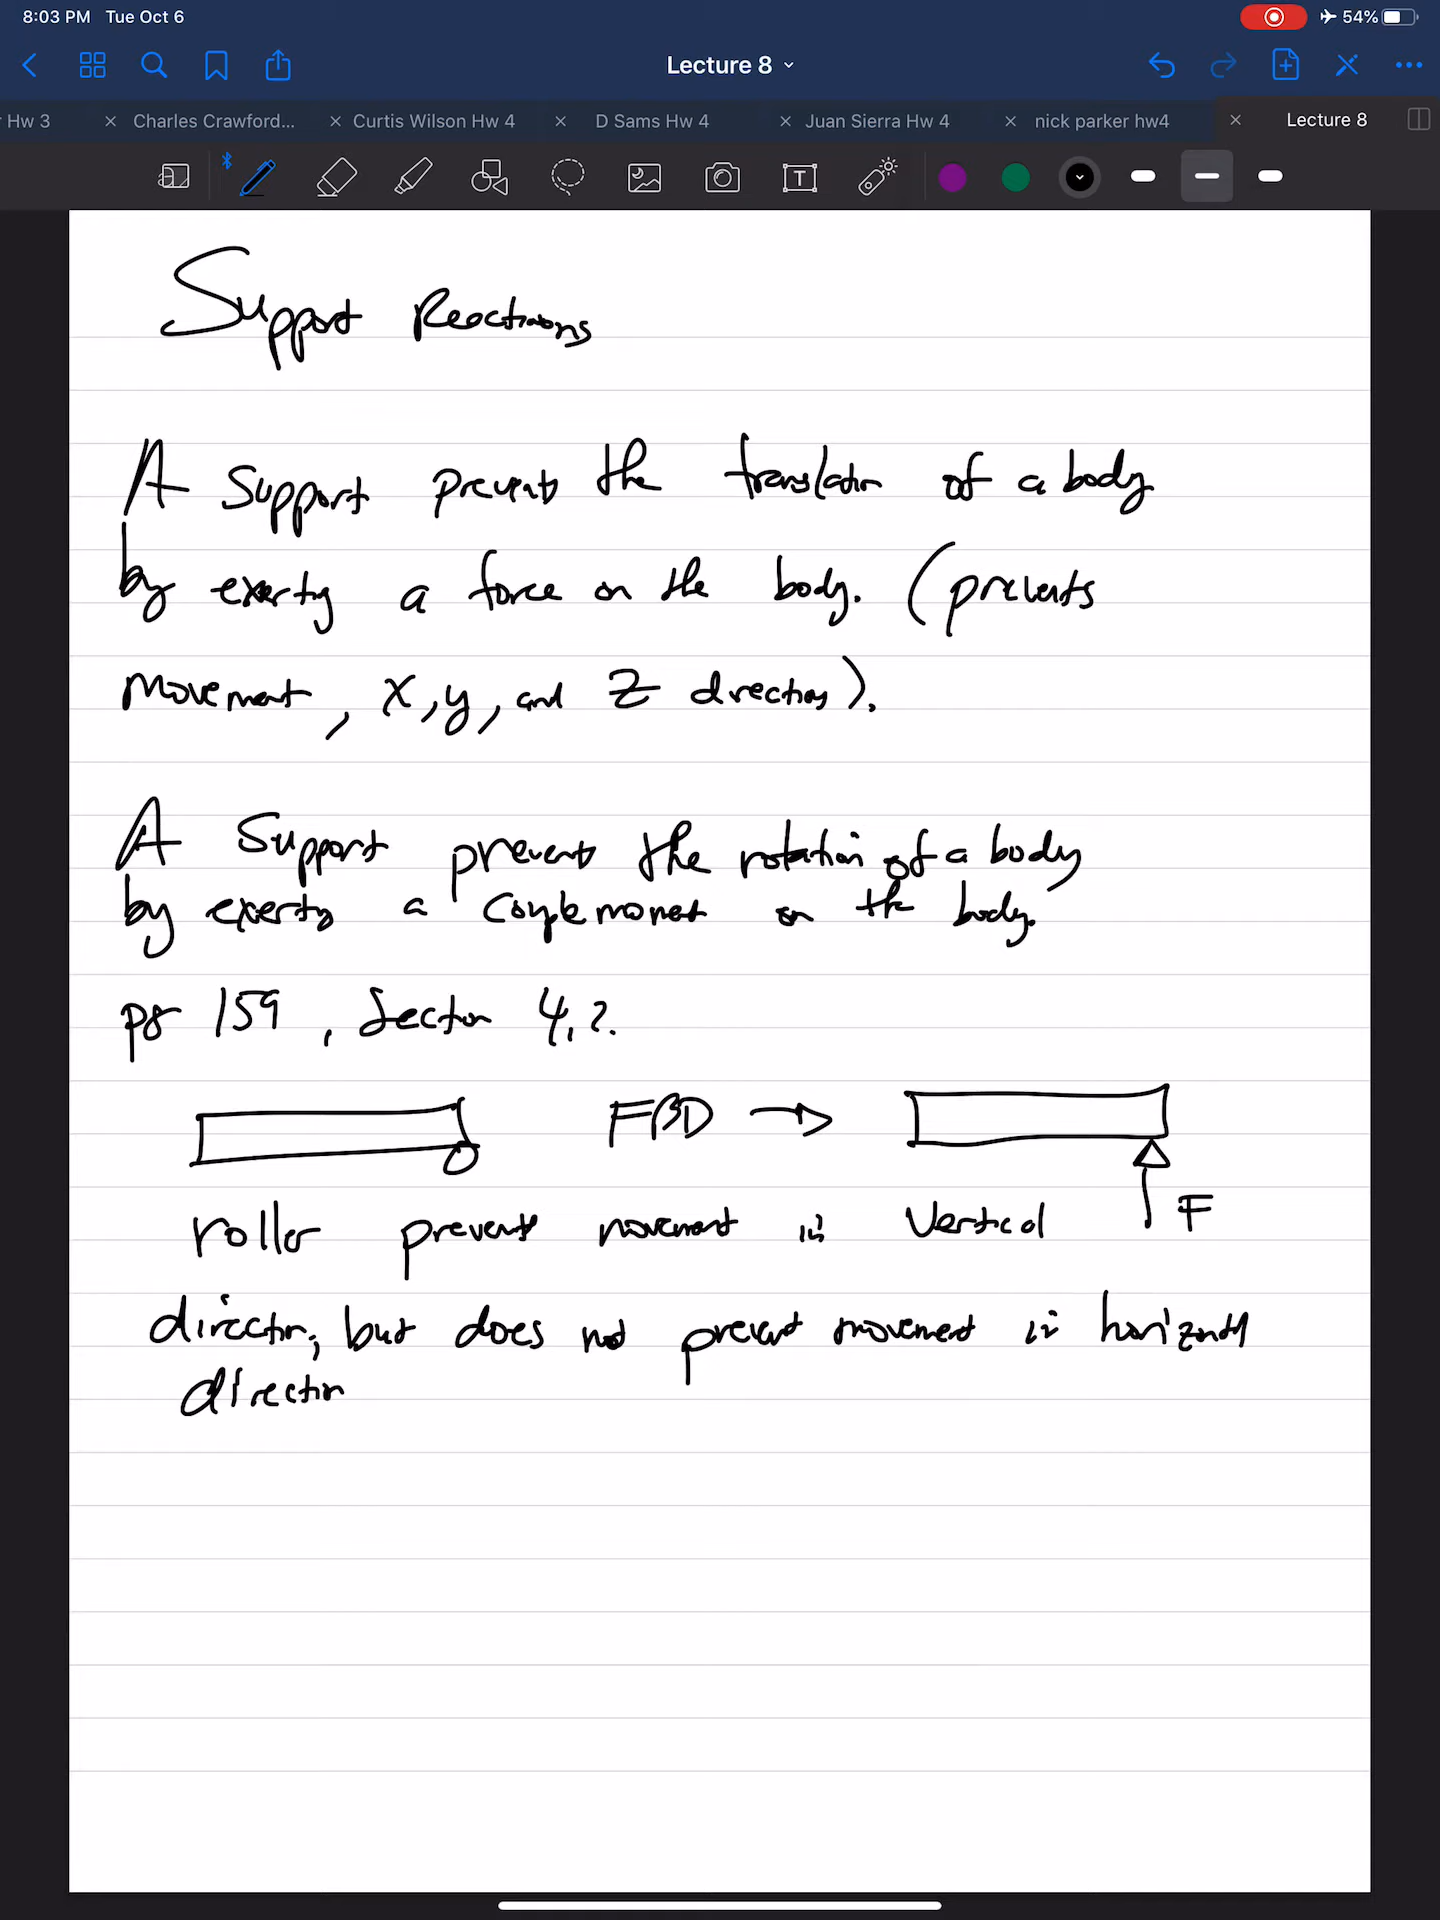 8:03 PM Tue Oct 6
54%
Lecture 8
Hw 3
Charles Crawford...
Curtis Wilson Hw 4
D Sams Hw 4
Juan Sierra Hw 4
nick parker hw4
Lecture 8
T
Support Reactions
A support prevents the translation of a body
by exerting a force on the body. (prevents
movement, x, y, and z directions).
A support prevents the rotation of a body
by exerting a couple moment on the body.
pg 159, Section 4.2.
FBD →
F
roller prevents movement in vertical
direction, but does not prevent movement in horizontal
direction